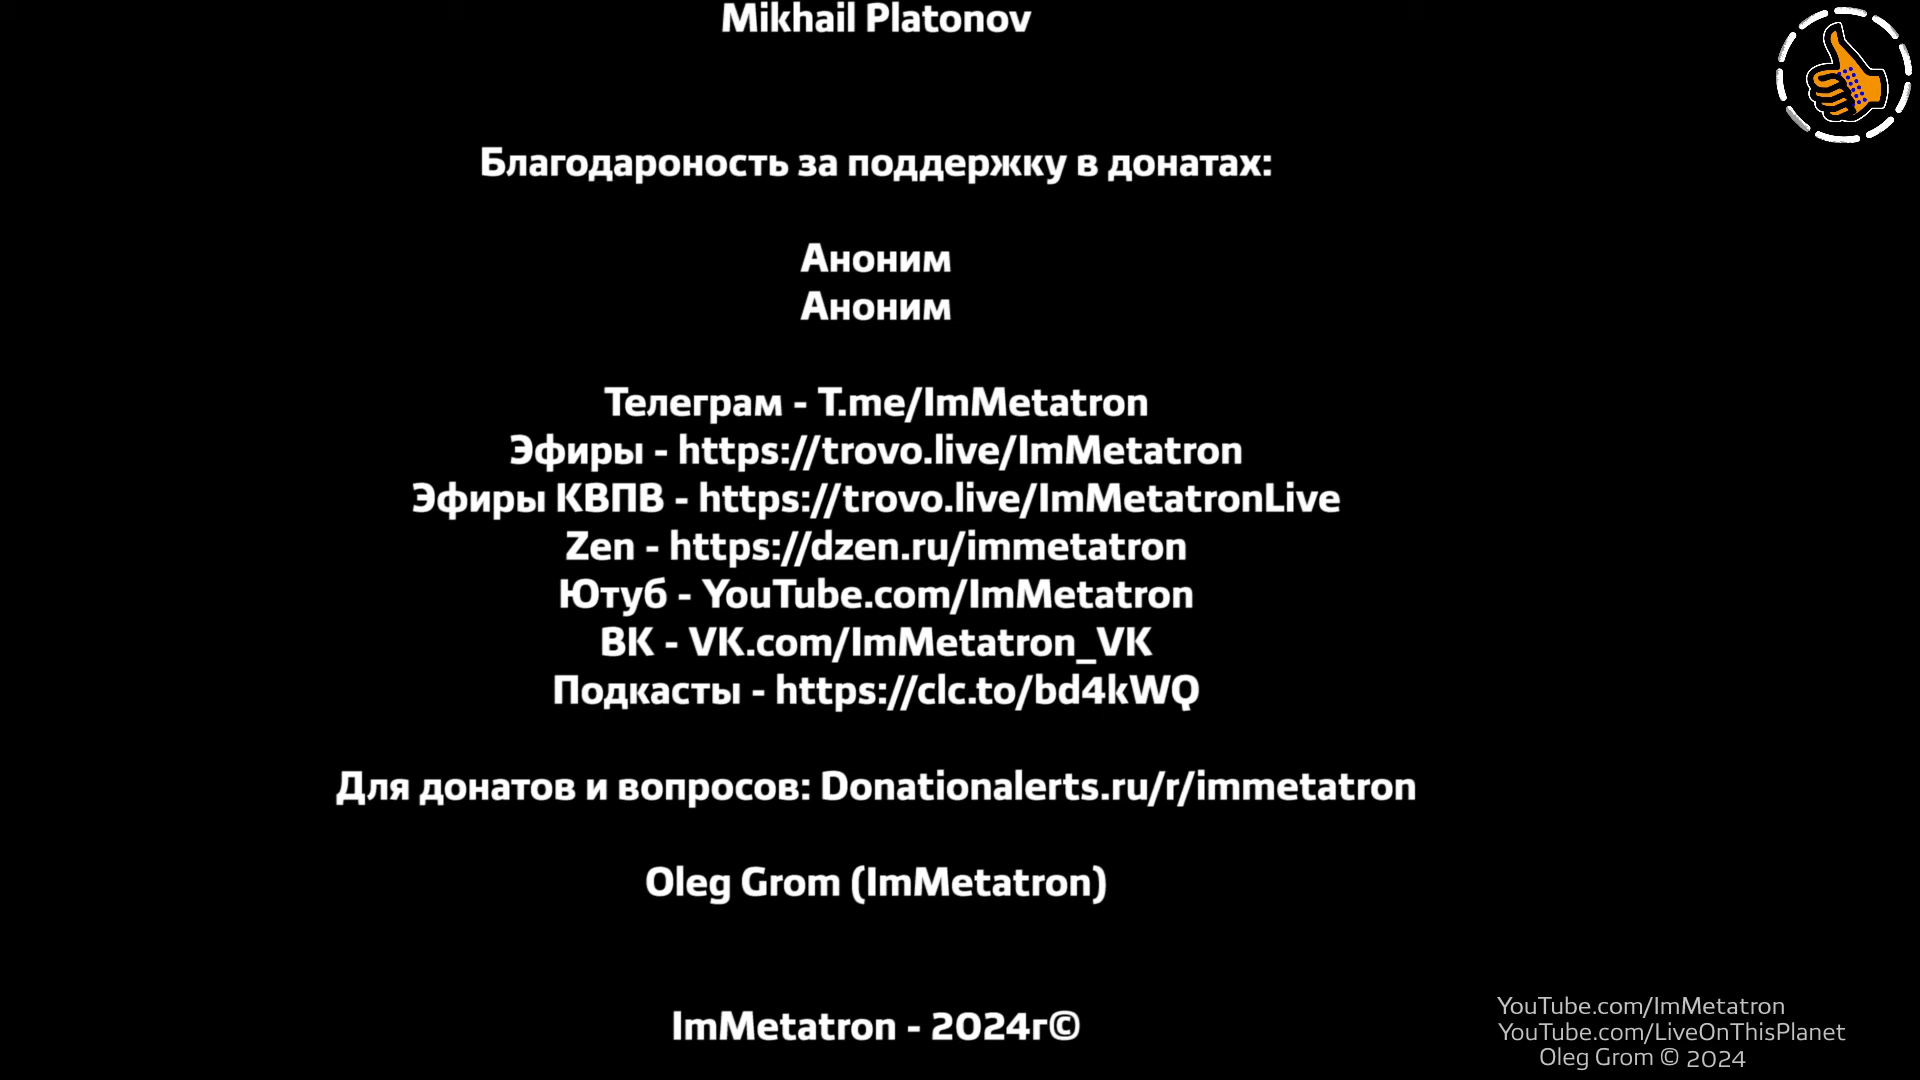 Mikhail Platonov
Благодароность за поддержку в донатах:
Аноним
Аноним
Телеграм - T.me/ImMetatron
Эфиры - https://trovo.live/ImMetatron
Эфиры КВПВ - https://trovo.live/ImMetatronLive
Zen - https://dzen.ru/immetatron
Ютуб - YouTube.com/ImMetatron
ВК - VK.com/ImMetatron_VK
Подкасты - https://clc.to/bd4kWQ
Для донатов и вопросов: Donationalerts.ru/r/immetatron
Oleg Grom (ImMetatron)
ImMetatron - 2024г©
YouTube.com/ImMetatron
YouTube.com/LiveOnThisPlanet
Oleg Grom © 2024